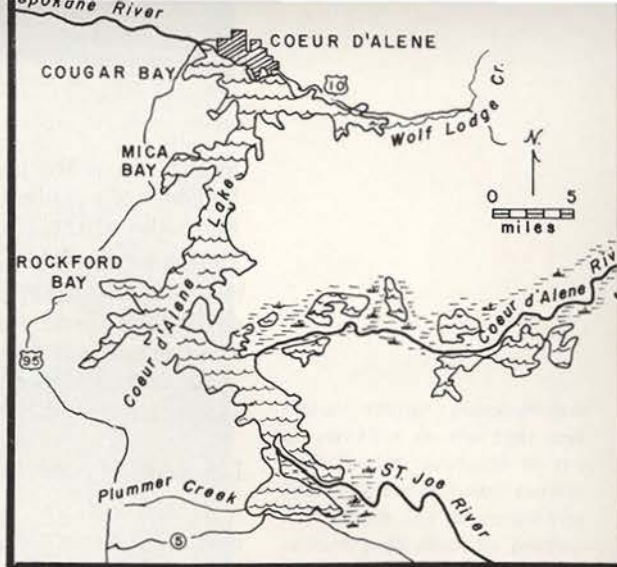 Spokane River
COEUR D'ALENE
COUGAR BAY
10
Wolf Lodge Cr.
N.
MICA
BAY
0 5
miles
Coeur d'Alene Lake
ROCKFORD
BAY
Coeur d'Alene Riv
95
ST. JOE River
Plummer Creek
5